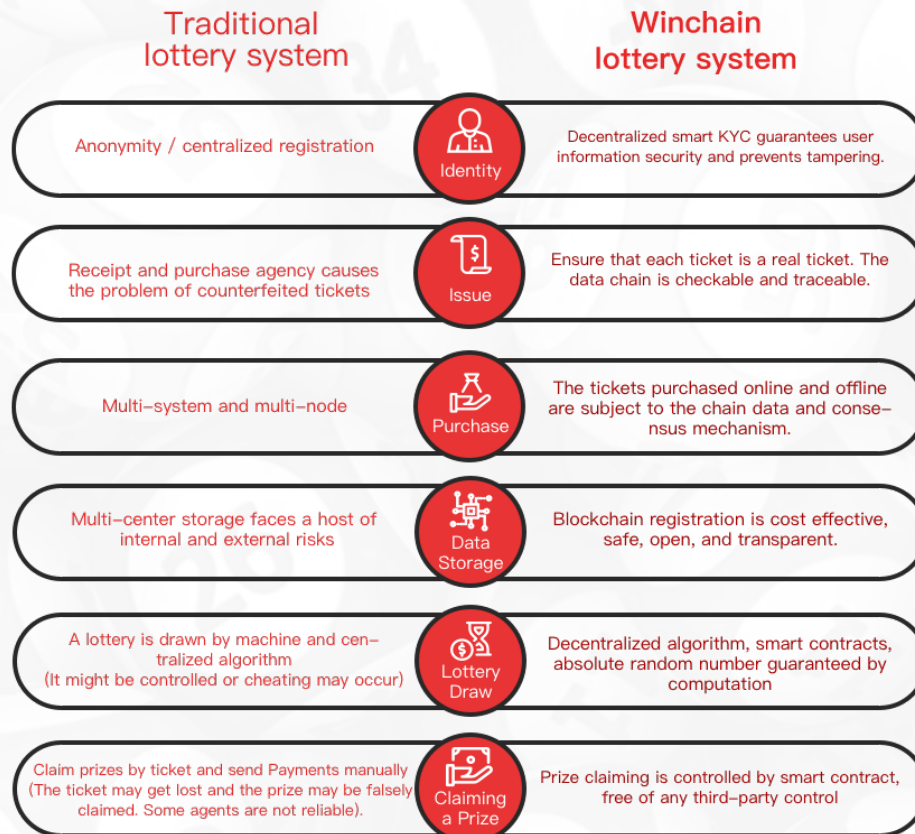 Traditional
lottery system
Winchain
lottery system
Anonymity / centralized registration
Identity
Decentralized smart KYC guarantees user
information security and prevents tampering.
Receipt and purchase agency causes
the problem of counterfeited tickets
Issue
Ensure that each ticket is a real ticket. The
data chain is checkable and traceable.
Multi-system and multi-node
Purchase
The tickets purchased online and offline
are subject to the chain data and conse-
nsus mechanism.
Multi-center storage faces a host of
internal and external risks
Data
Storage
Blockchain registration is cost effective,
safe, open, and transparent.
A lottery is drawn by machine and cen-
tralized algorithm
(It might be controlled or cheating may occur)
Lottery
Draw
Decentralized algorithm, smart contracts,
absolute random number guaranteed by
computation
Claim prizes by ticket and send Payments manually
(The ticket may get lost and the prize may be falsely
claimed. Some agents are not reliable).
Claiming
a Prize
Prize claiming is controlled by smart contract,
free of any third-party control